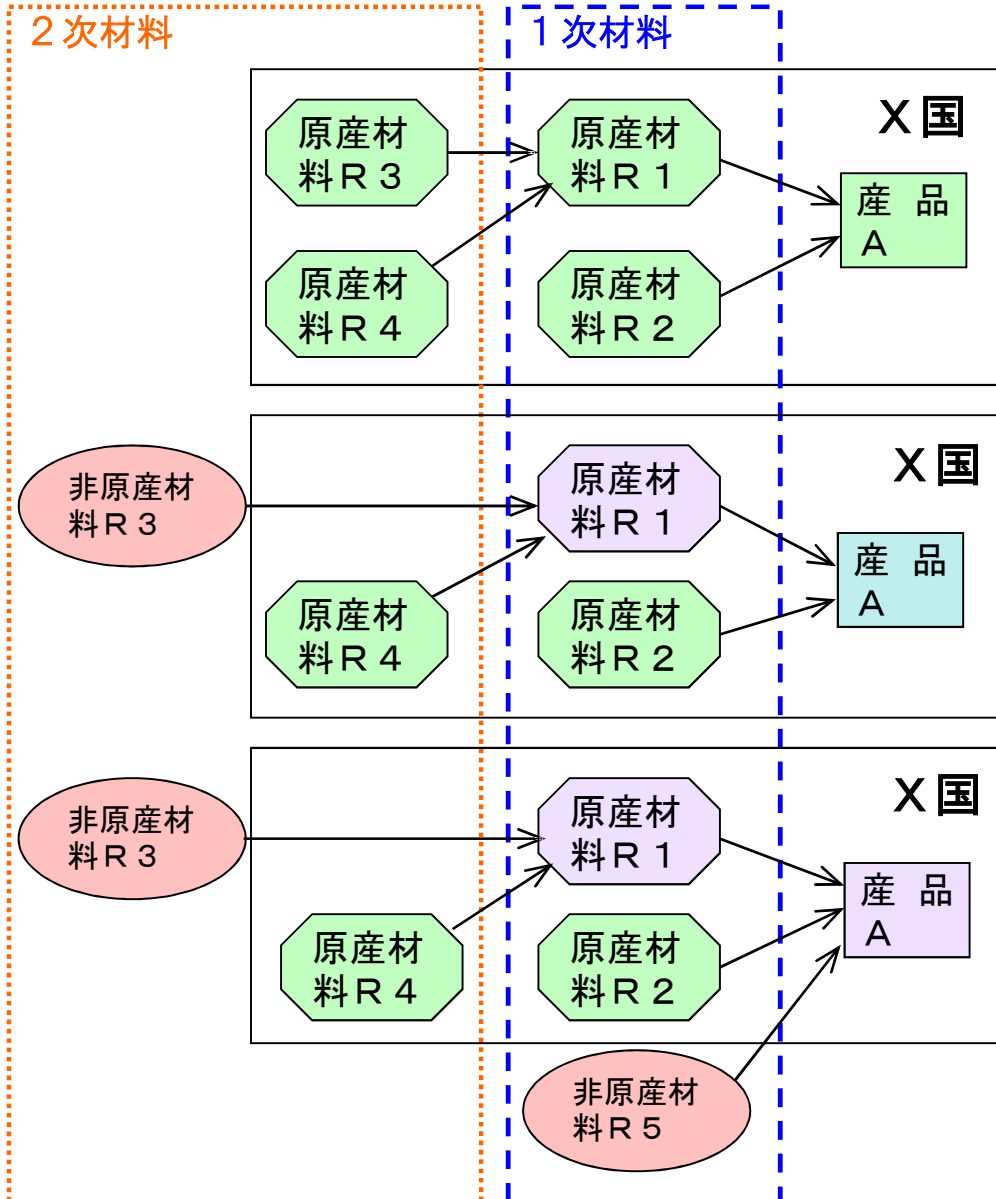 ２次材料
１次材料
Ｘ国
原産材
料Ｒ３
原産材
料Ｒ１
産　品
Ａ
原産材
料Ｒ４
原産材
料Ｒ２
Ｘ国
非原産材
料Ｒ３
原産材
料Ｒ１
産　品
Ａ
原産材
料Ｒ４
原産材
料Ｒ２
Ｘ国
非原産材
料Ｒ３
原産材
料Ｒ１
産　品
Ａ
原産材
料Ｒ４
原産材
料Ｒ２
非原産材
料Ｒ５